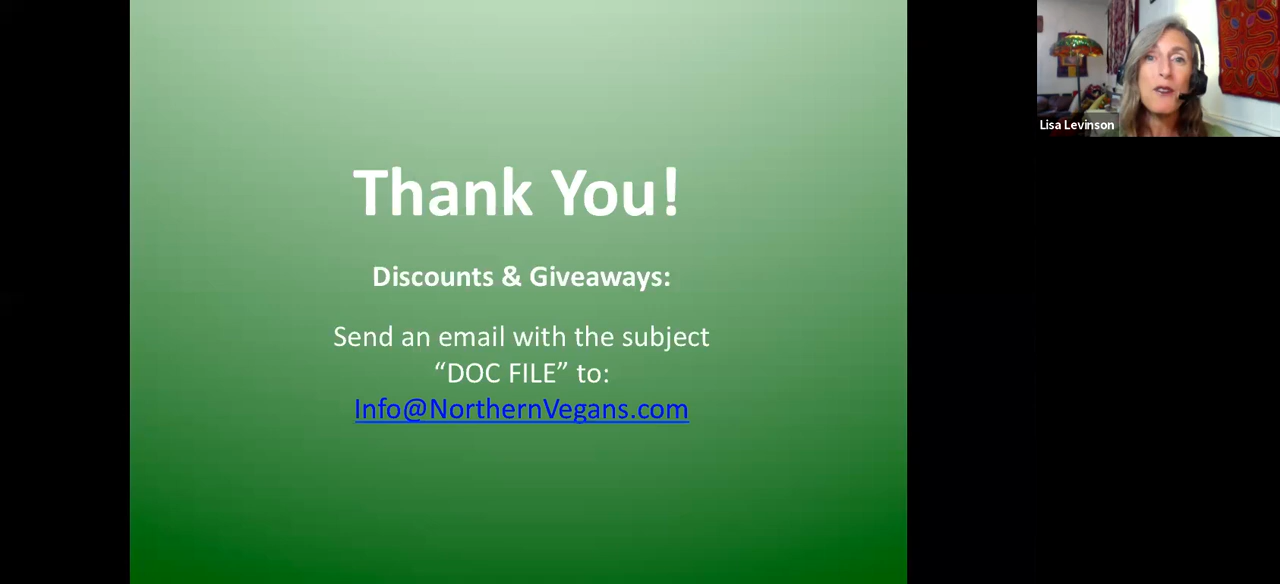 Thank You!
Discounts & Giveaways:
Send an email with the subject
“DOC FILE” to:
Info@NorthernVegans.com
Lisa Levinson